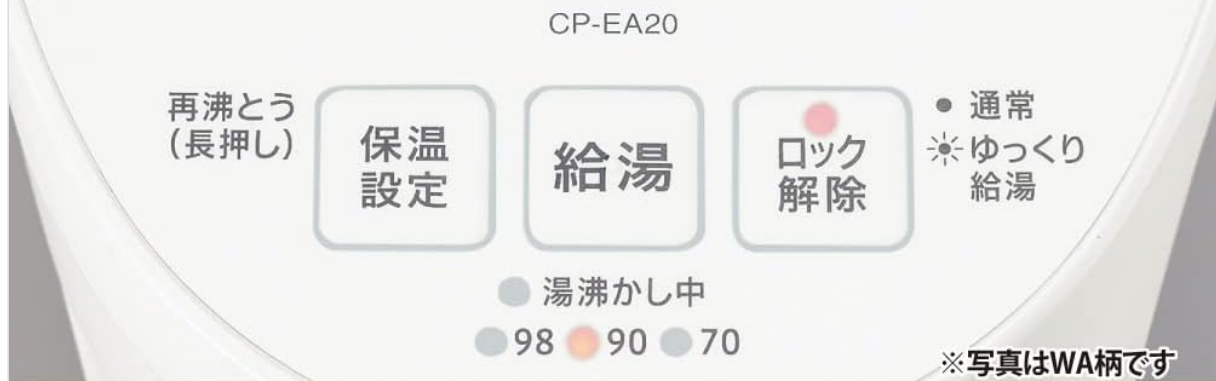 CP-EA20
再沸とう
(長押し)
保温
設定
給湯
ロック
解除
● 通常
ゆっくり
給湯
湯沸かし中
98 90 70
※写真はWA柄です